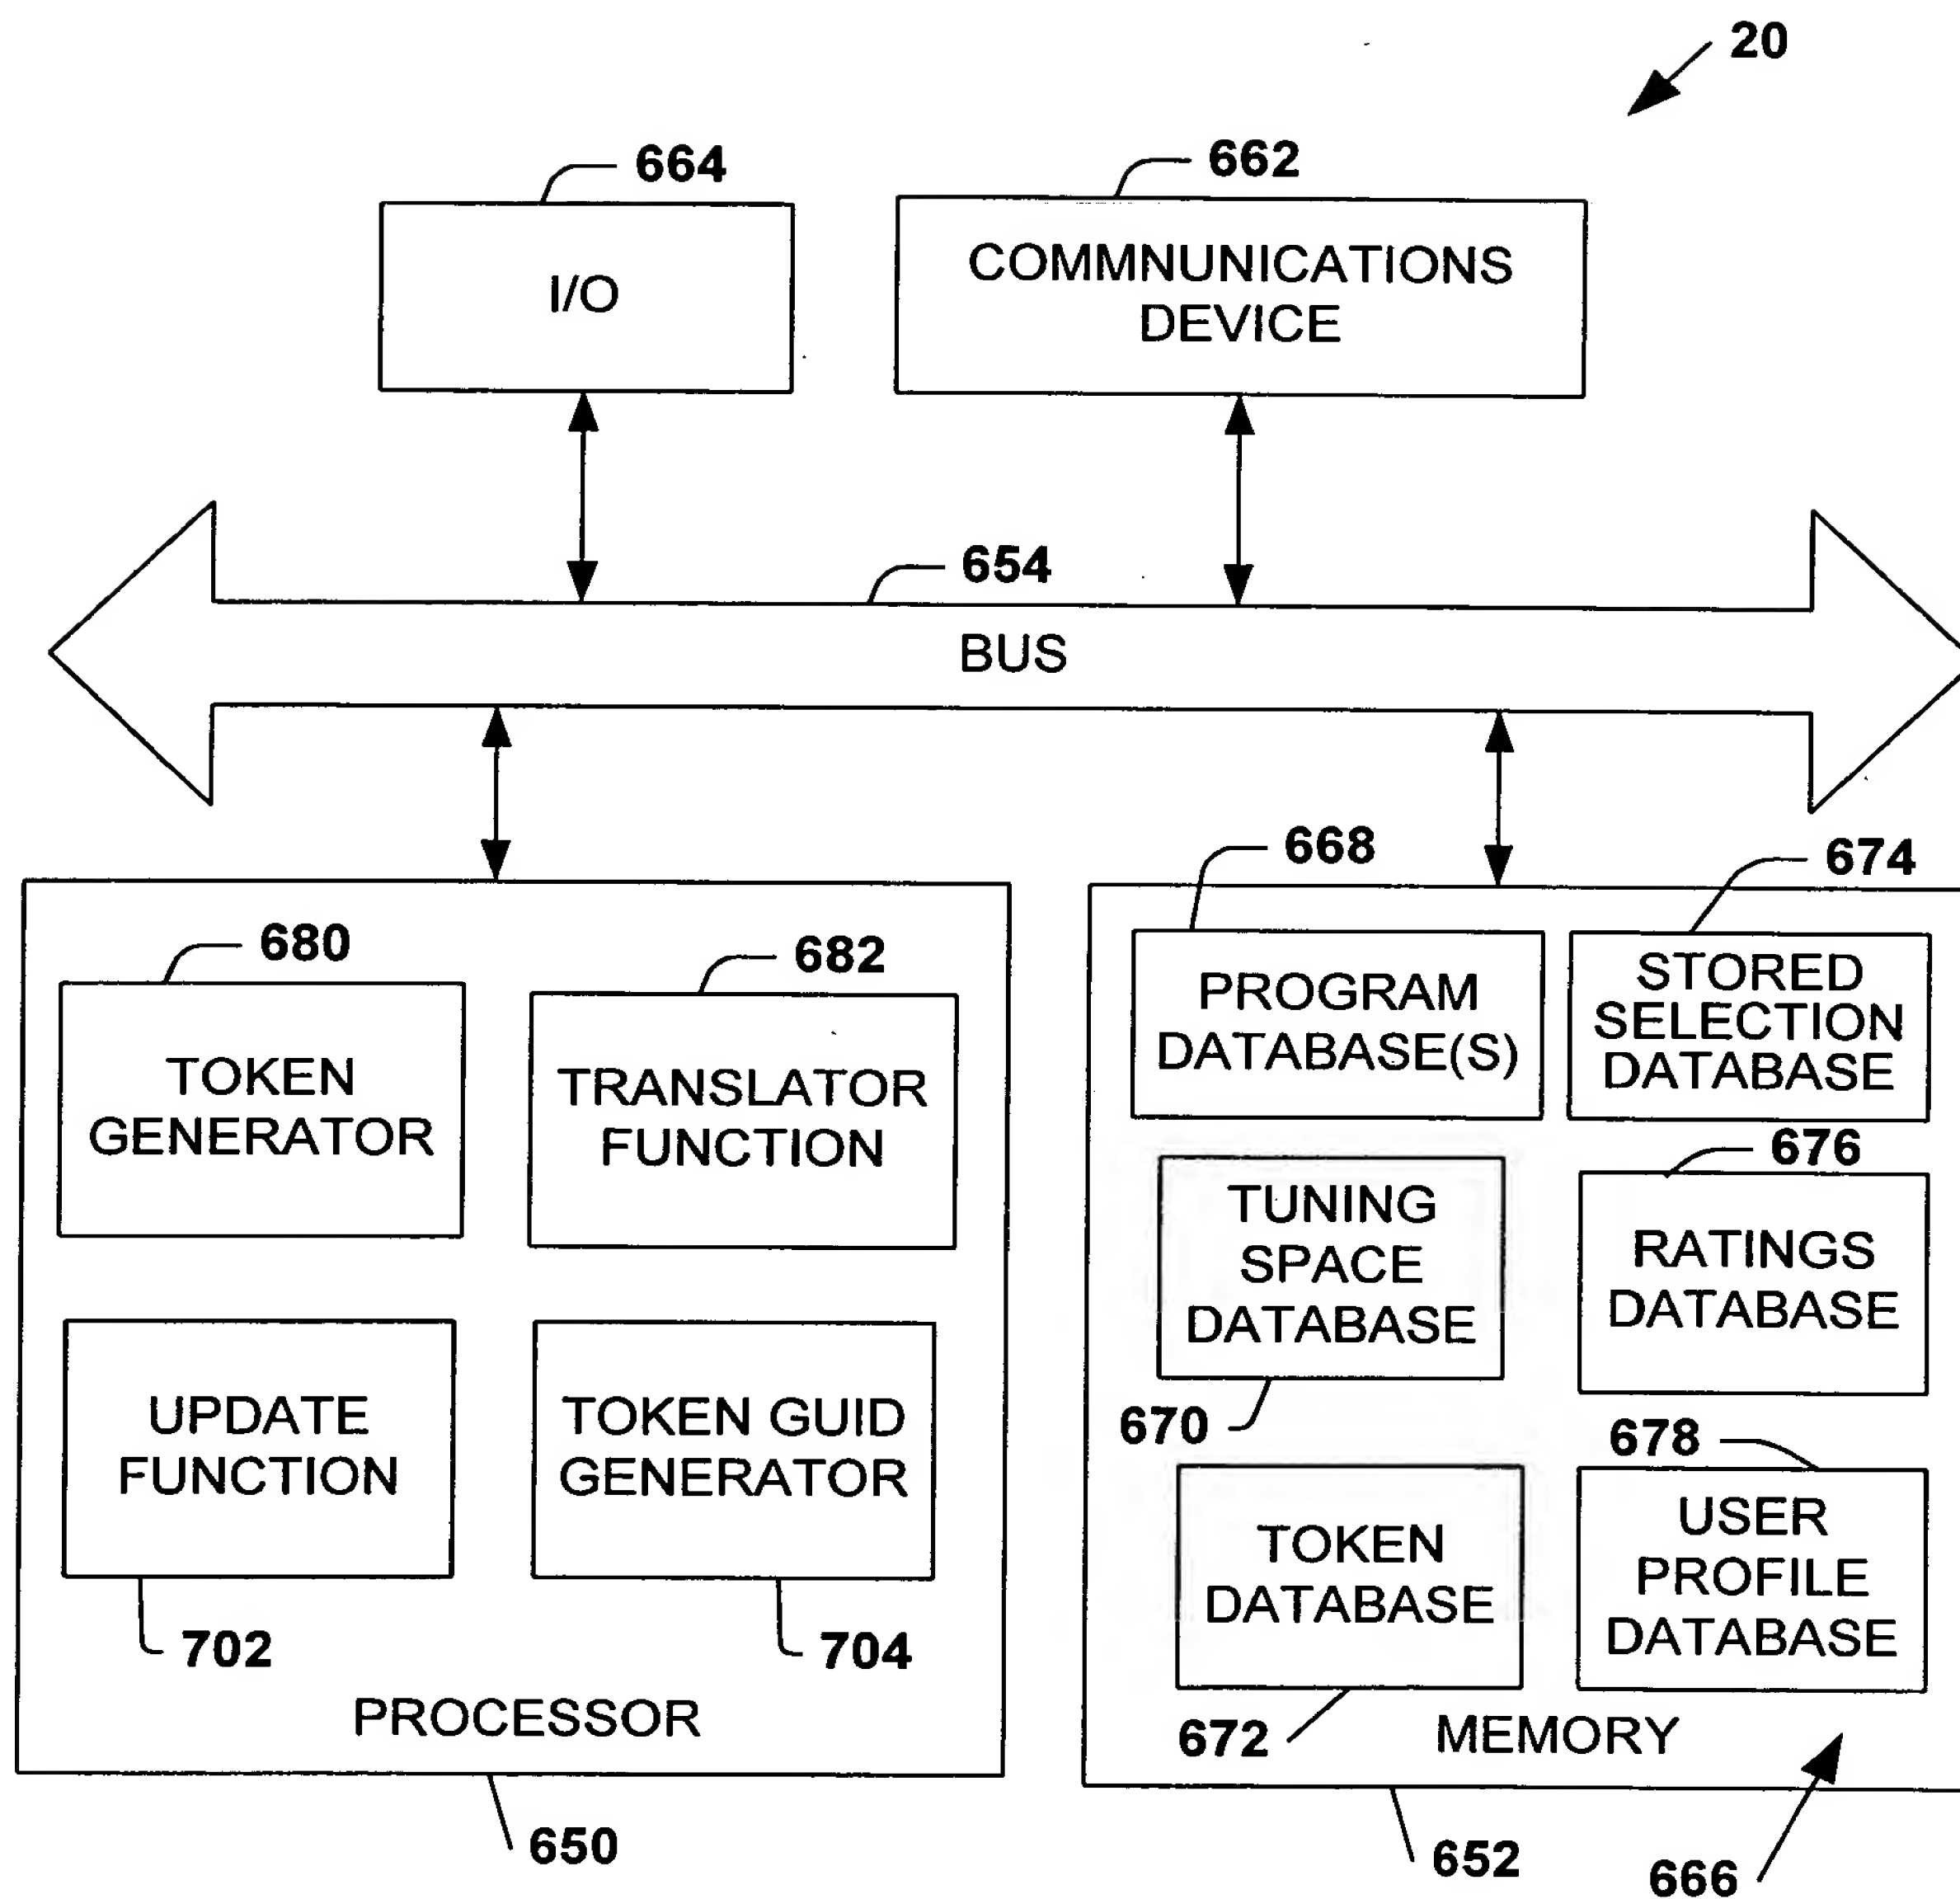 20
664
662
I/O
COMMNUNICATIONS
DEVICE
654
BUS
668
674
680
682
PROGRAM
DATABASE(S)
STORED
SELECTION
DATABASE
TOKEN
GENERATOR
TRANSLATOR
FUNCTION
676
TUNING
SPACE
DATABASE
RATINGS
DATABASE
UPDATE
FUNCTION
TOKEN GUID
GENERATOR
670
678
TOKEN
DATABASE
USER
PROFILE
DATABASE
702
704
PROCESSOR
672
MEMORY
650
652
666